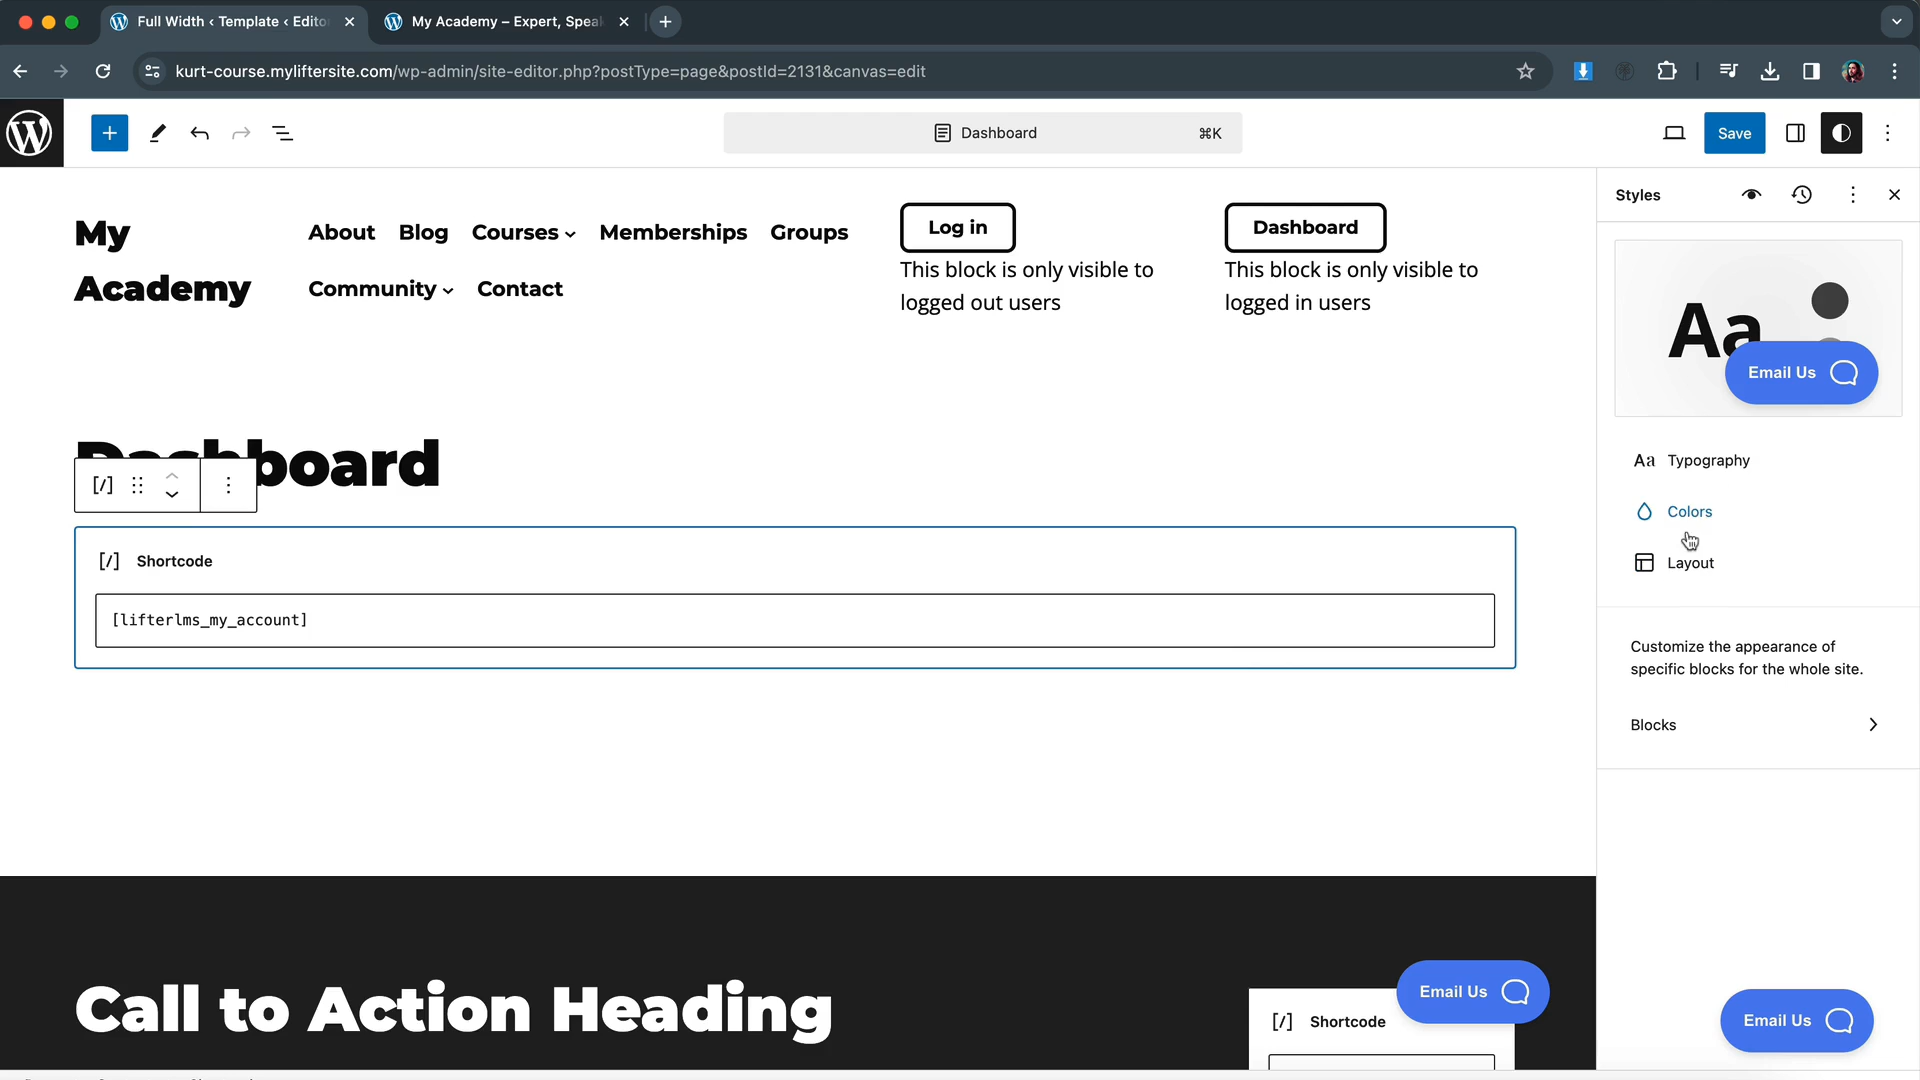 Full Width ‹ Template ‹ Edito
My Academy – Expert, Spea
kurt-course.myliftersite.com/wp-admin/site-editor.php?postType=page&postId=2131&canvas=edit
Dashboard
⌘K
Save
Styles
My
Academy
About
Blog
Courses
Memberships
Groups
Community
Contact
Log in
This block is only visible to
logged out users
Dashboard
This block is only visible to
logged in users
Aa
Email Us
Aa Typography
Colors
Layout
Customize the appearance of
specific blocks for the whole site.
Blocks
Dashboard
[/]
[/] Shortcode
[lifterlms_my_account]
Call to Action Heading
[/] Shortcode
Email Us
Email Us